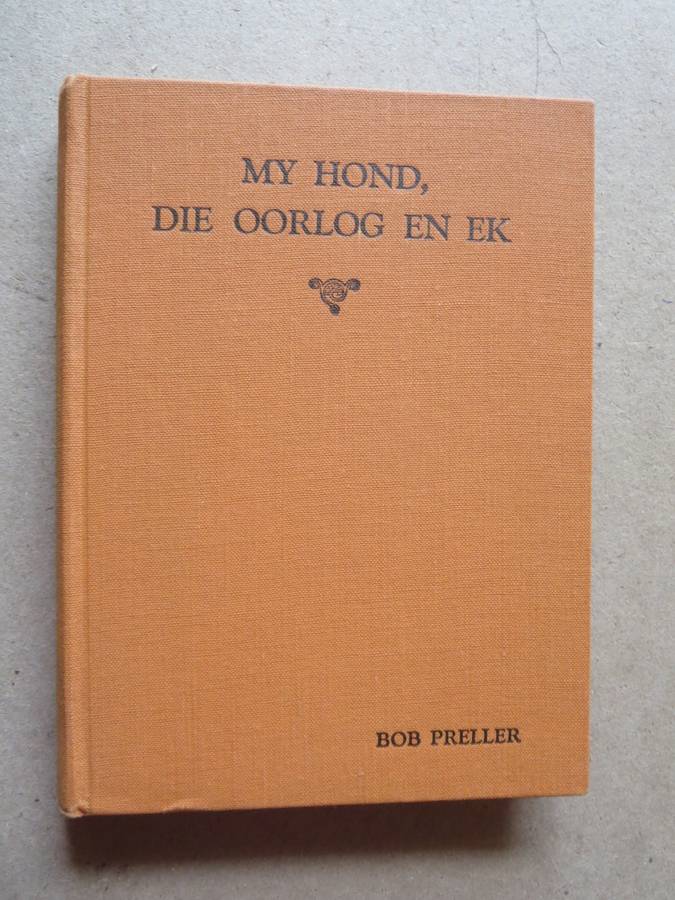 MY HOND,
DIE OORLOG EN EK
BOB PRELLER